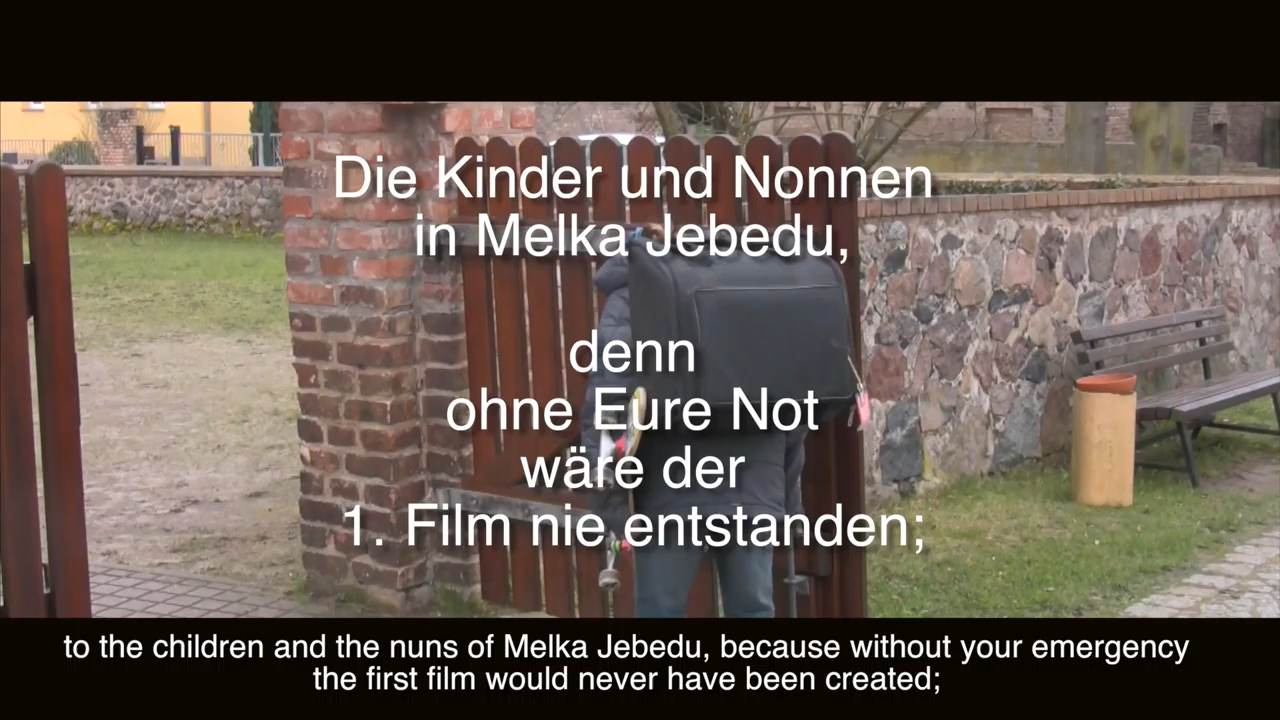 Die Kinder und Nonnen
in Melka Jebedu,
denn
ohne Eure Not
wäre der
1. Film nie entstanden;
to the children and the nuns of Melka Jebedu, because without your emergency
the first film would never have been created;